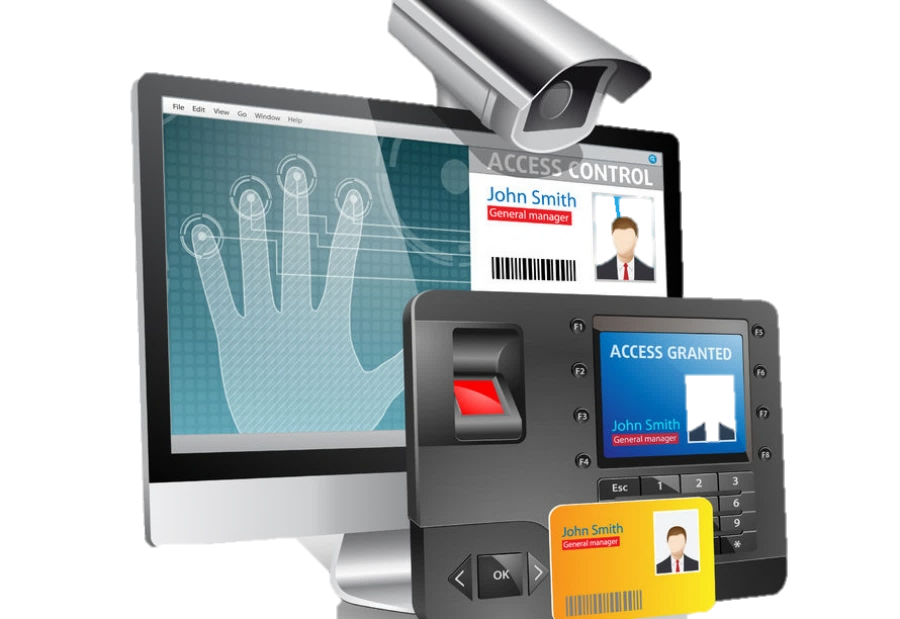 File Edit View Go Window Help
ACCESS CONTROL
John Smith
General manager
F1
F2
F3
F4
ACCESS GRANTED
John Smith
General manager
F5
F6
F7
F8
Esc 1 2 3
6
9
*
OK
John Smith
General manager